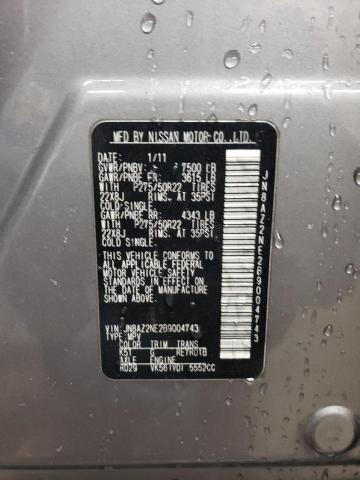 MFD BY NISSAN MOTOR CO.,LTD.
DATE: 1/11
GVWR/PNBV 7500 LB
GAWR/PNBE FR: 3615 LB
WITH P275/50R22 TIRES
22X8J RIMS, AT 35PSI
COLD SINGLE.
GAWR/PNBE RR: 4343 LB
WITH P275/50R22 TIRES
22X8J RIMS, AT 35PSI
COLD SINGLE.
THIS VEHICLE CONFORMS TO
ALL APPLICABLE FEDERAL
MOTOR VEHICLE SAFETY
STANDARDS IN EFFECT ON THE
DATE OF MANUFACTURE
SHOWN ABOVE.
VIN: JN8AZ2NE2B9004743
TYPE: MPV
COLOR TRIM TRANS
K51 G RE7R01B
AXLE ENGINE
RD29 VK56(VD) 5552CC
JN8AZ2NE2B9004743